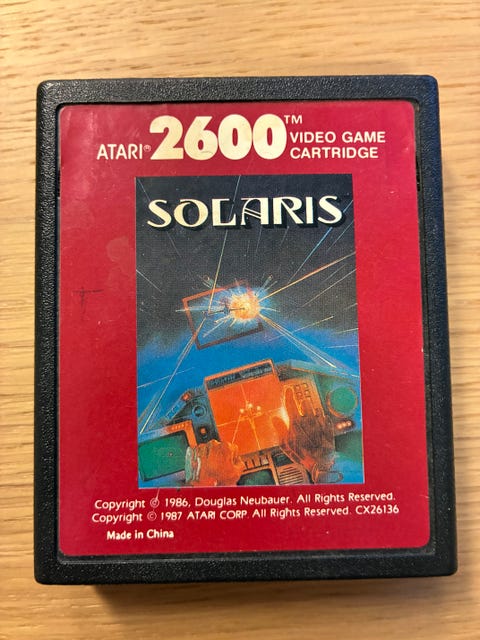 ATARI® 2600™ VIDEO GAME
CARTRIDGE
SOLARIS
Copyright © 1986, Douglas Neubauer. All Rights Reserved.
Copyright © 1987 ATARI CORP. All Rights Reserved. CX26136
Made in China